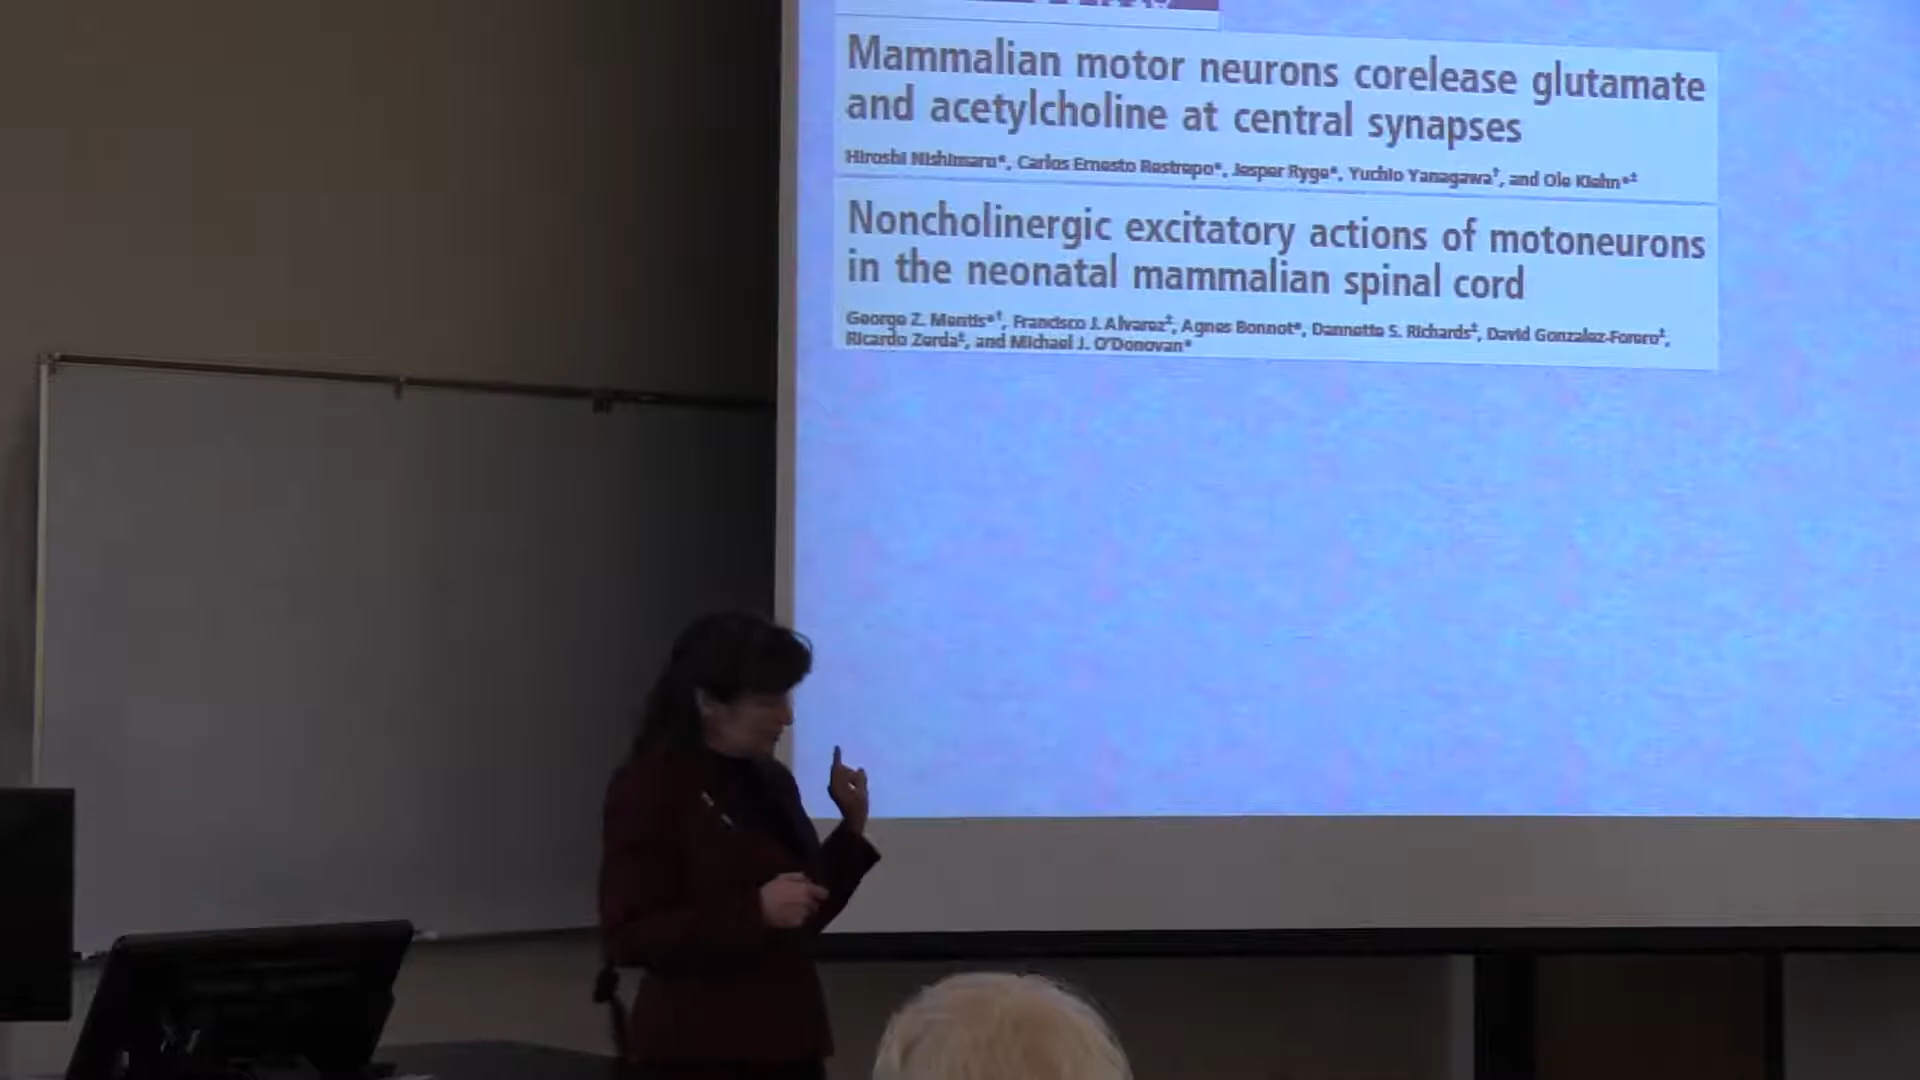 Mammalian motor neurons corelease glutamate
and acetylcholine at central synapses
Hiroshi Nishimaru*, Carlos Ernesto Restrepo*, Jesper Ryge*, Yuchio Yanagawa†, and Ole Kiehn*‡
Noncholinergic excitatory actions of motoneurons
in the neonatal mammalian spinal cord
George Z. Mentis*†, Francisco J. Alvarez‡, Agnes Bonnot*, Dannette S. Richards‡, David Gonzalez-Forero‡,
Ricardo Zerda‡, and Michael J. O'Donovan*